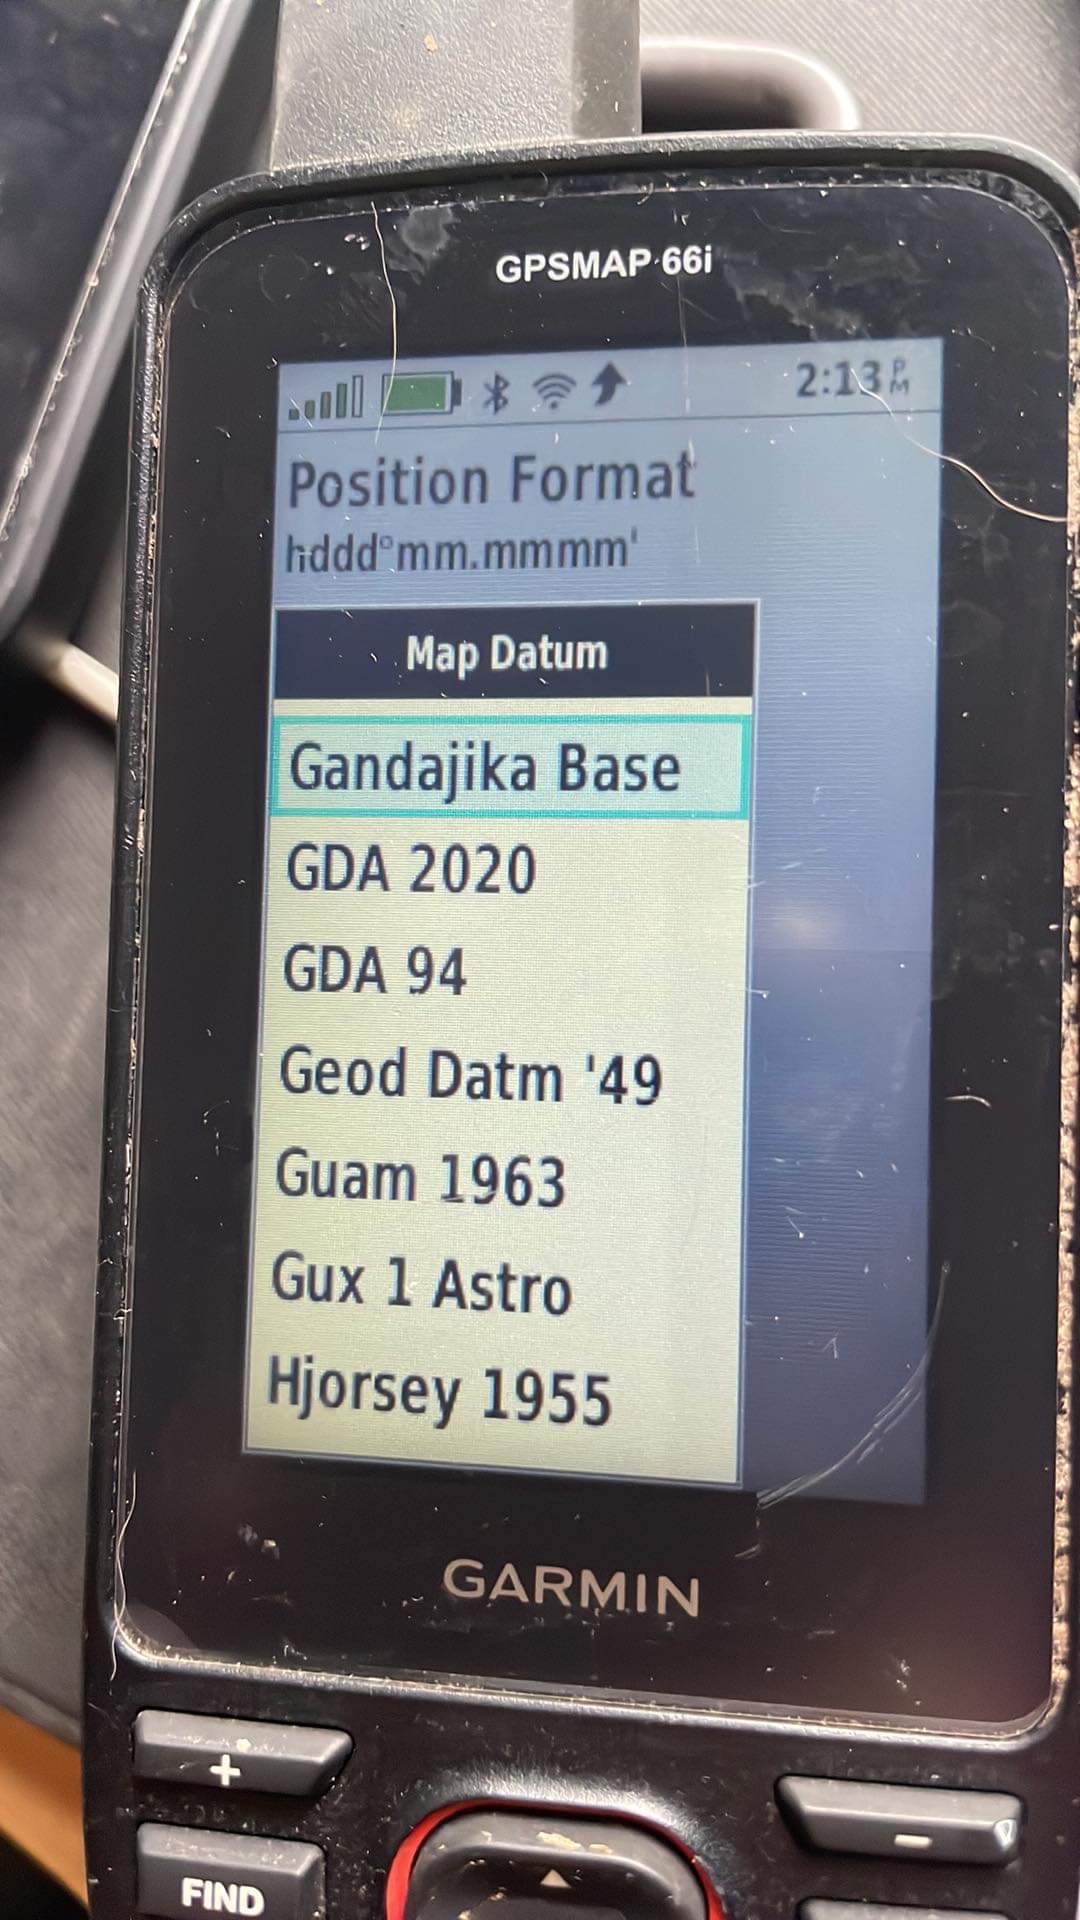 GPSMAP 66i
2:13 PM
Position Format
hddd°mm.mmmm'
Map Datum
Gandajika Base
GDA 2020
GDA 94
Geod Datm '49
Guam 1963
Gux 1 Astro
Hjorsey 1955
GARMIN
+
-
FIND